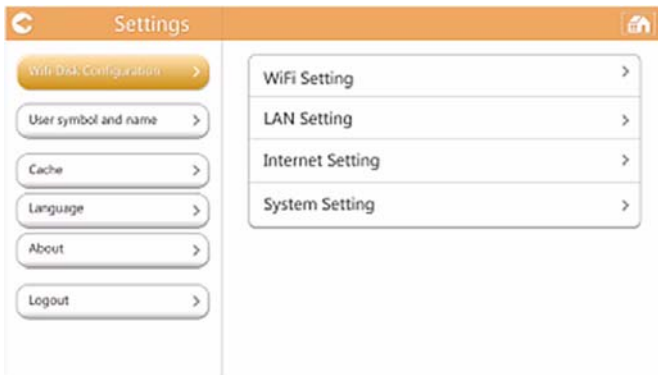 Settings
Wifi Disk Configuration
User symbol and name
Cache
Language
About
Logout
WiFi Setting
LAN Setting
Internet Setting
System Setting